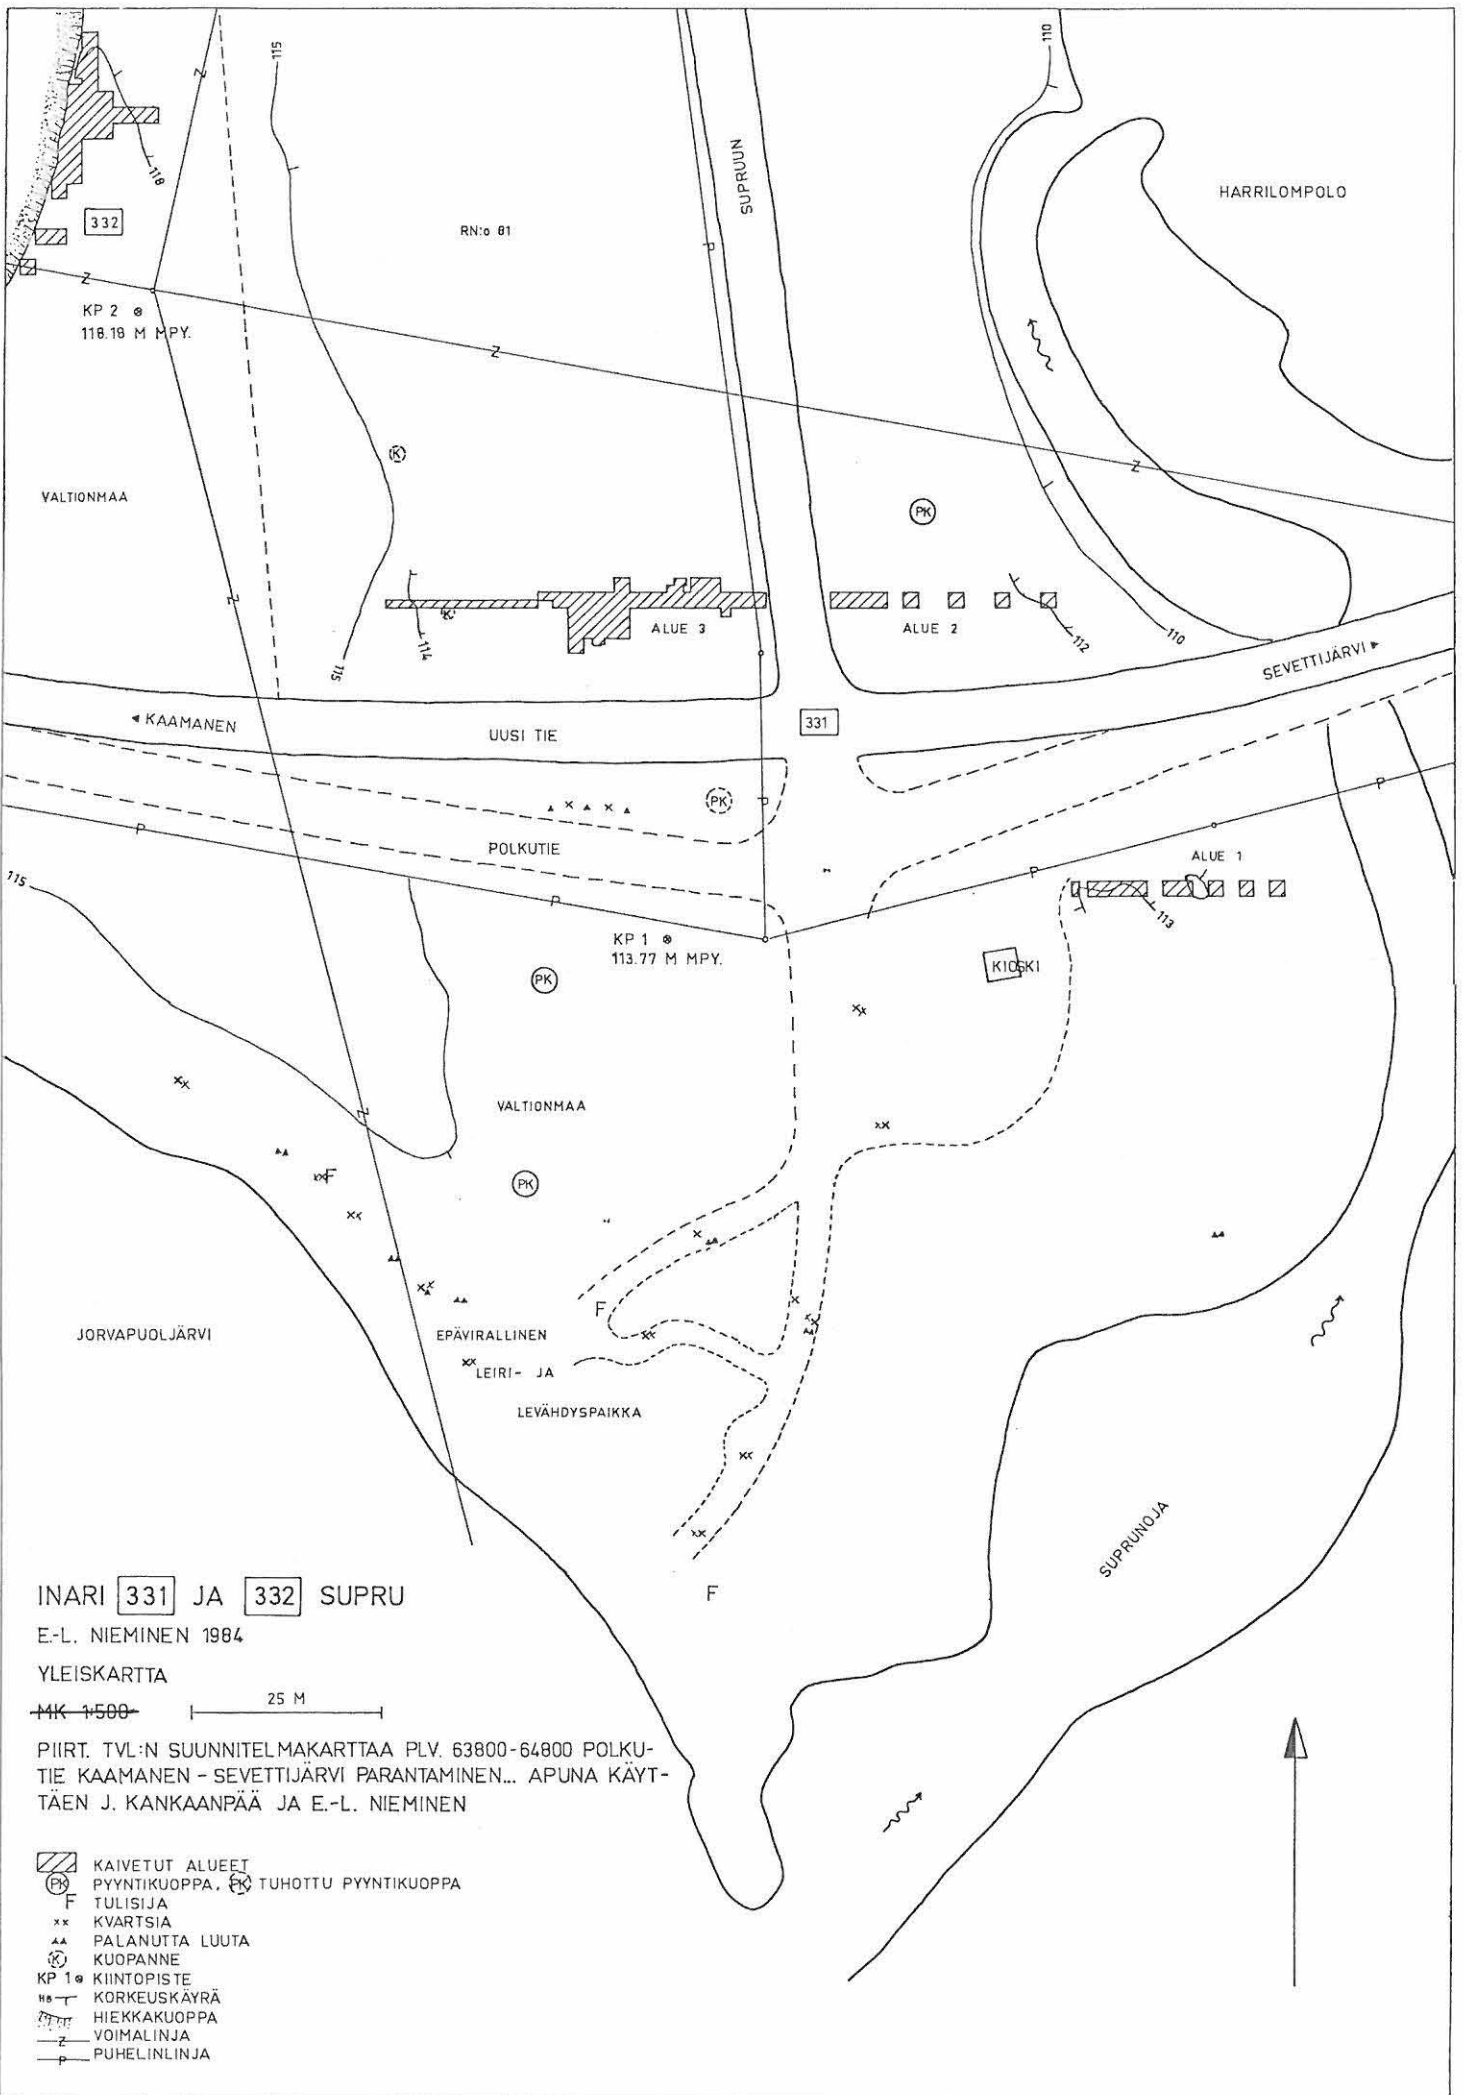 115
110
118
332
SUPRUUN
HARRILOMPOLO
RN:o 81
Z
Z
P
KP 2
118.18 M MPY.
Z
Z
K
VALTIONMAA
PK
Z
K
ALUE 3
ALUE 2
114
115
112
110
SEVETTIJÄRVI
KAAMANEN
UUSI TIE
331
PK
P
P
P
POLKUTIE
ALUE 1
115
P
P
113
KP 1
113.77 M MPY.
KIOSKI
PK
Z
VALTIONMAA
F
PK
F
JORVAPUOLJÄRVI
EPÄVIRALLINEN
LEIRI- JA
LEVÄHDYSPAIKKA
SUPRUNOJA
F
INARI 331 JA 332 SUPRU
E.-L. NIEMINEN 1984
YLEISKARTTA
MK 1:500
25 M
PIIRT. TVL:N SUUNNITELMAKARTTAA PLV. 63800-64800 POLKU-
TIE KAAMANEN - SEVETTIJÄRVI PARANTAMINEN... APUNA KÄYT-
TÄEN J. KANKAANPÄÄ JA E.-L. NIEMINEN
KAIVETUT ALUEET
PK PYYNTIKUOPPA, PK TUHOTTU PYYNTIKUOPPA
F TULISIJA
xx KVARTSIA
PALANUTTA LUUTA
K KUOPANNE
KP 1 KIINTOPISTE
KORKEUSKÄYRÄ
HIEKKAKUOPPA
Z VOIMALINJA
P PUHELINLINJA